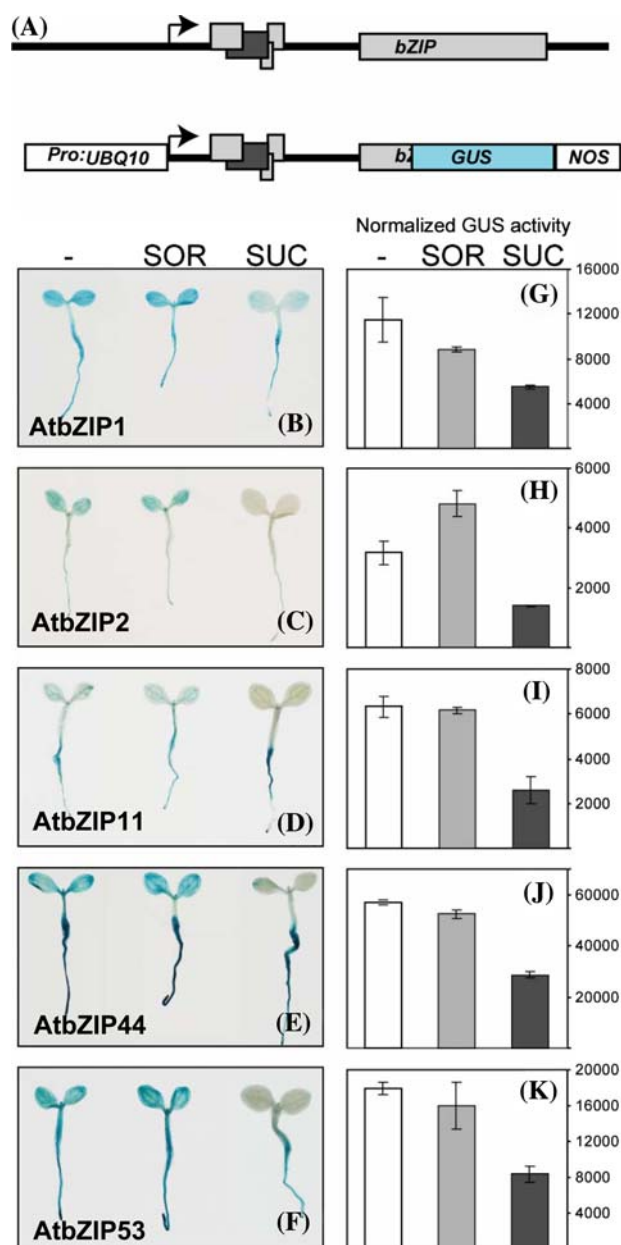 (A)
bZIP
Pro:UBQ10
bZ
GUS
NOS
Normalized GUS activity
- SOR SUC
- SOR SUC
AtbZIP1
(B)
(G)
16000
12000
8000
4000
AtbZIP2
(C)
(H)
6000
4000
2000
AtbZIP11
(D)
(I)
8000
6000
4000
2000
AtbZIP44
(E)
(J)
60000
40000
20000
AtbZIP53
(F)
(K)
20000
16000
12000
8000
4000